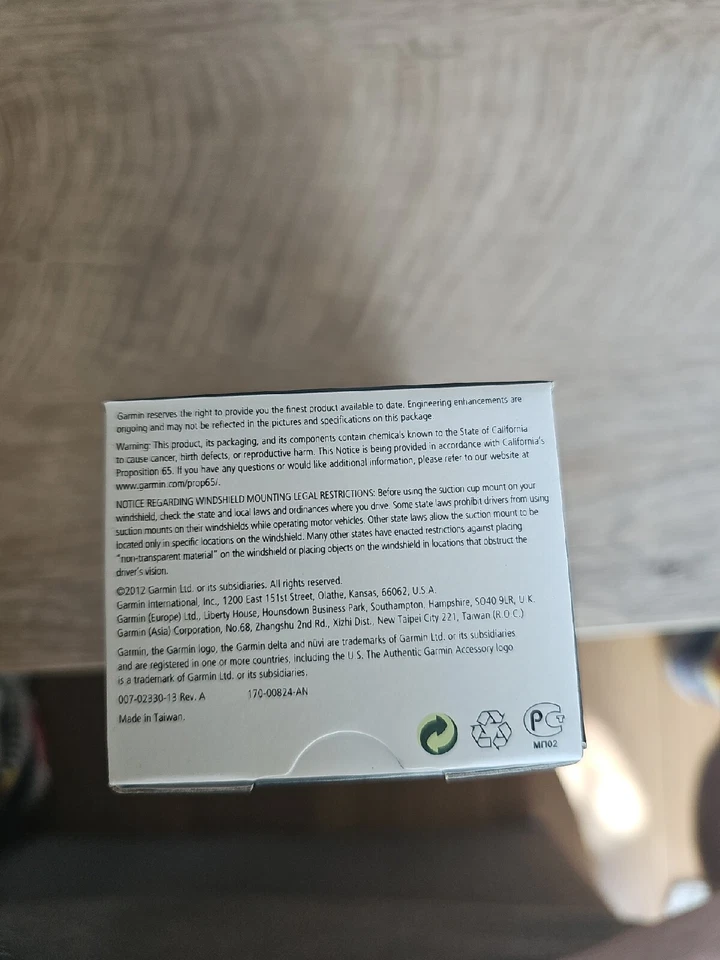 Garmin reserves the right to provide you the finest product available to date. Engineering enhancements are
ongoing and may not be reflected in the pictures and specifications on this package
Warning: This product, its packaging, and its components contain chemicals known to the State of California
to cause cancer, birth defects, or reproductive harm. This Notice is being provided in accordance with California's
Proposition 65. If you have any questions or would like additional information, please refer to our website at
www.garmin.com/prop65/.
NOTICE REGARDING WINDSHIELD MOUNTING LEGAL RESTRICTIONS: Before using the suction cup mount on your
windshield, check the state and local laws and ordinances where you drive. Some state laws prohibit drivers from using
suction mounts on their windshields while operating motor vehicles. Other state laws allow the suction mount to be
located only in specific locations on the windshield. Many other states have enacted restrictions against placing
"non-transparent material" on the windshield or placing objects on the windshield in locations that obstruct the
driver's vision.
©2012 Garmin Ltd. or its subsidiaries. All rights reserved.
Garmin International, Inc., 1200 East 151st Street, Olathe, Kansas, 66062, U.S.A.
Garmin (Europe) Ltd., Liberty House, Hounsdown Business Park, Southampton, Hampshire, SO40 9LR, U.K.
Garmin (Asia) Corporation, No.68, Zhangshu 2nd Rd., Xizhi Dist., New Taipei City 221, Taiwan (R.O.C.)
Garmin, the Garmin logo, the Garmin delta and nüvi are trademarks of Garmin Ltd. or its subsidiaries
and are registered in one or more countries, including the U.S. The Authentic Garmin Accessory logo
is a trademark of Garmin Ltd. or its subsidiaries.
007-02330-13 Rev. A 170-00824-AN
Made in Taiwan.
МП02